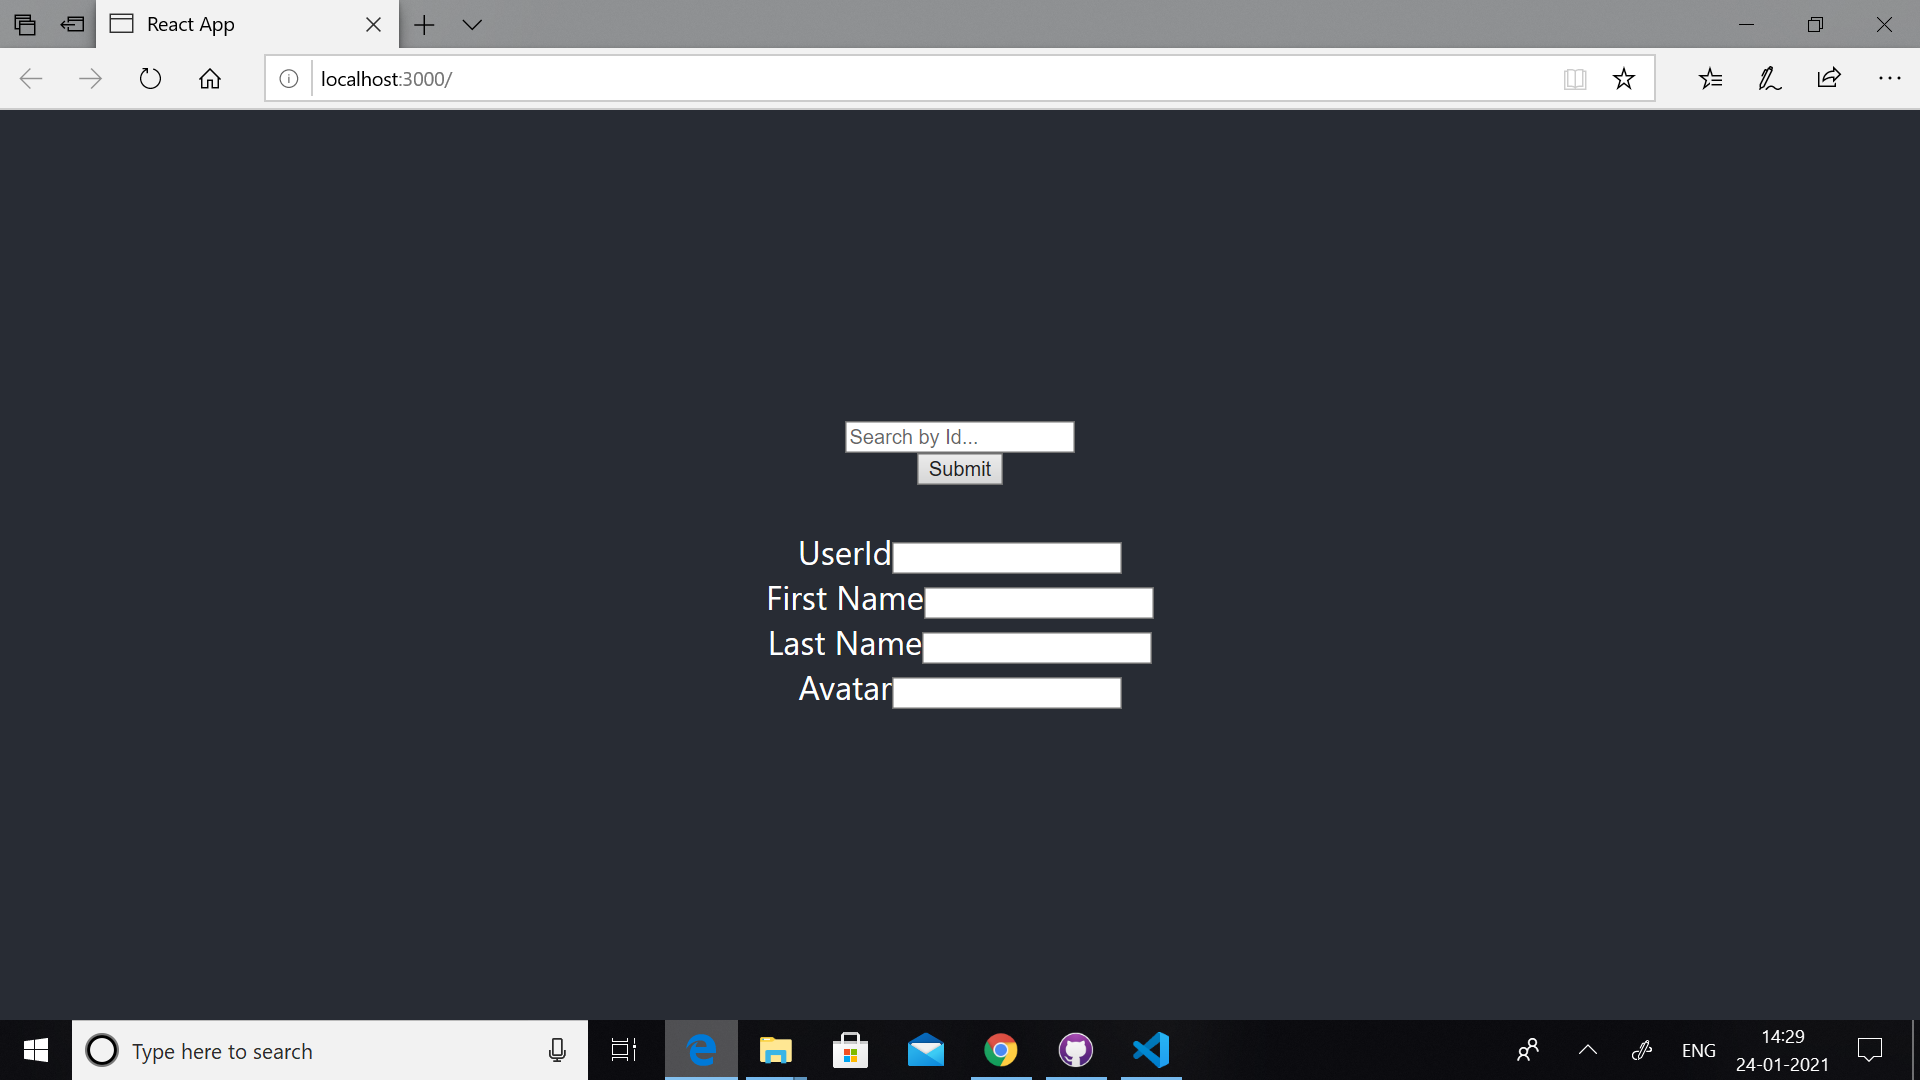 React App
localhost:3000/
Search by Id...
Submit
UserId
First Name
Last Name
Avatar
Type here to search
ENG
14:29
24-01-2021